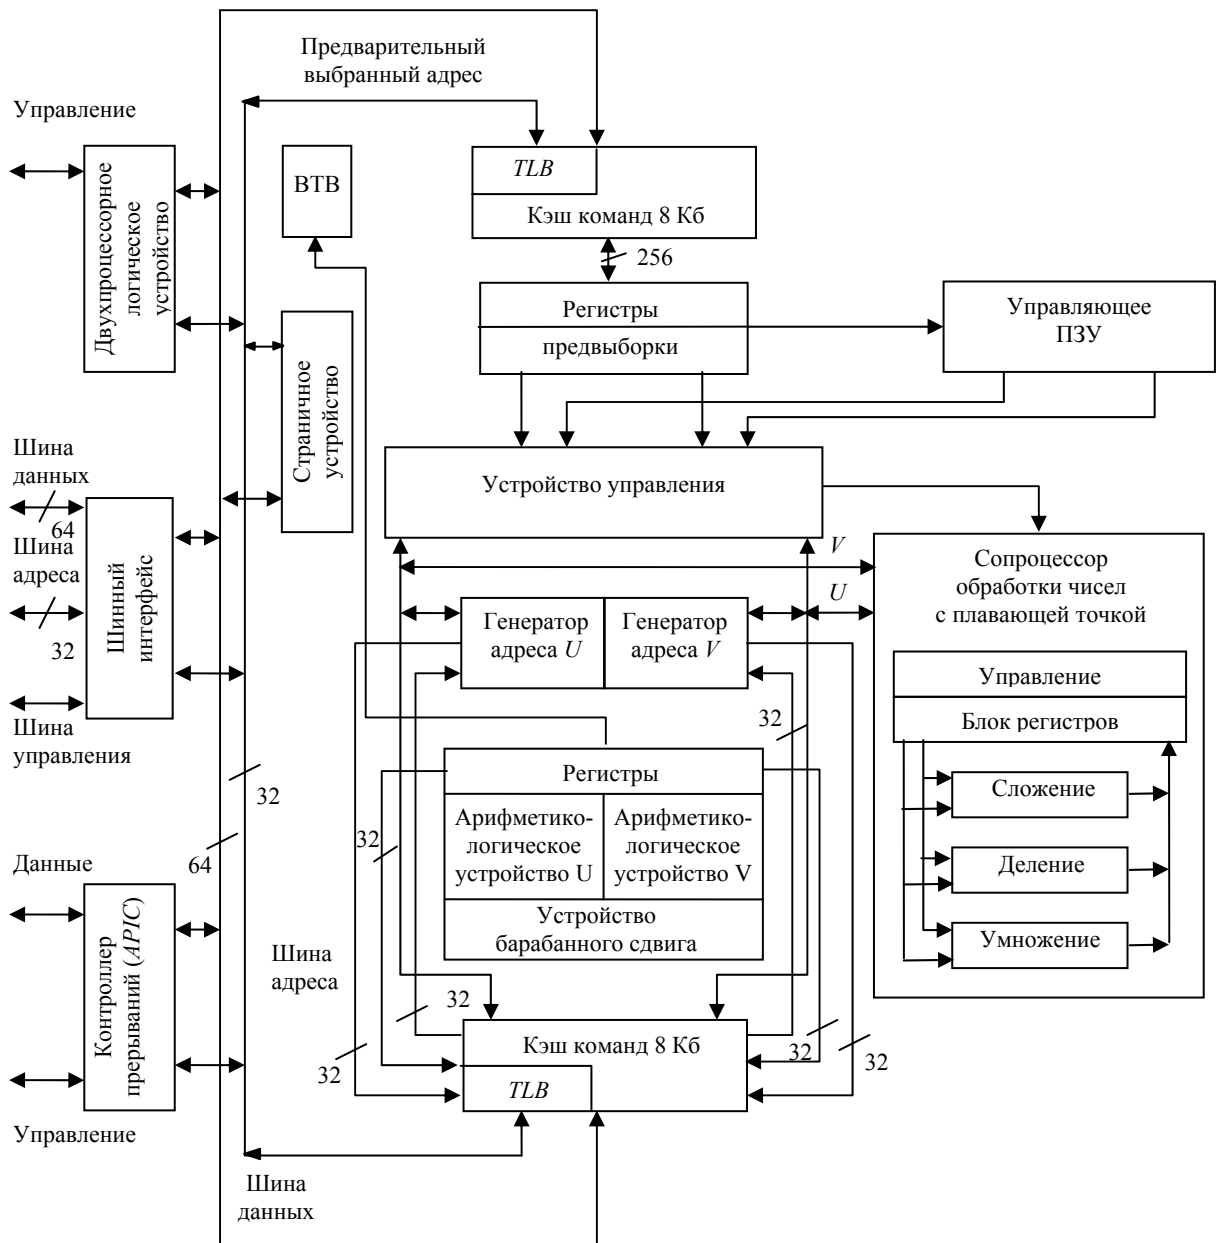 Предварительный
выбранный адрес
Управление
Двухпроцессорное
логическое
устройство
ВТВ
TLB
Кэш команд 8 Кб
256
Регистры
предвыборки
Управляющее
ПЗУ
Страничное
устройство
Шина
данных
64
Шина
адреса
32
Шина
управления
Шинный
интерфейс
Устройство управления
V
U
Сопроцессор
обработки чисел
с плавающей точкой
Управление
Блок регистров
Сложение
Деление
Умножение
Генератор
адреса U
Генератор
адреса V
32
32
64
32
Регистры
Арифметико-
логическое
устройство U
Арифметико-
логическое
устройство V
Устройство
барабанного сдвига
Данные
Контроллер
прерываний (APIC)
Управление
Шина
адреса
32
32
32
32
Кэш команд 8 Кб
TLB
Шина
данных